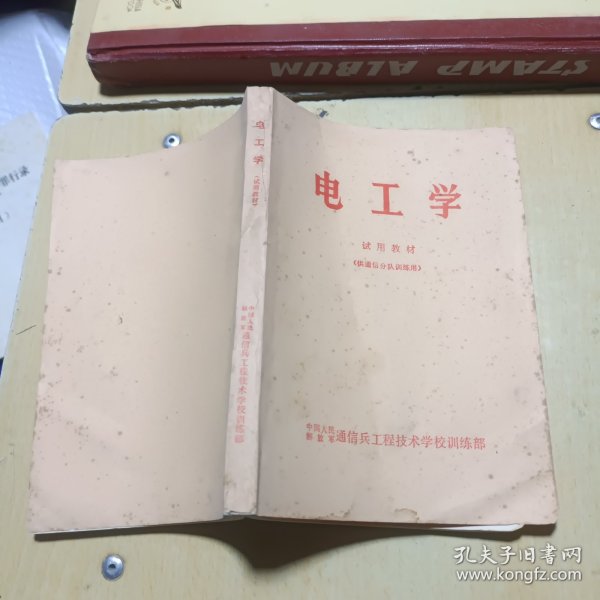 STAMP ALBUM
电工学
试用教材
（供通信分队训练用）
中国人民
解放军 通信兵工程技术学校训练部
电工学
（试用教材）
中国人民
解放军 通信兵工程技术学校训练部
孔夫子旧书网
www.kongfz.com